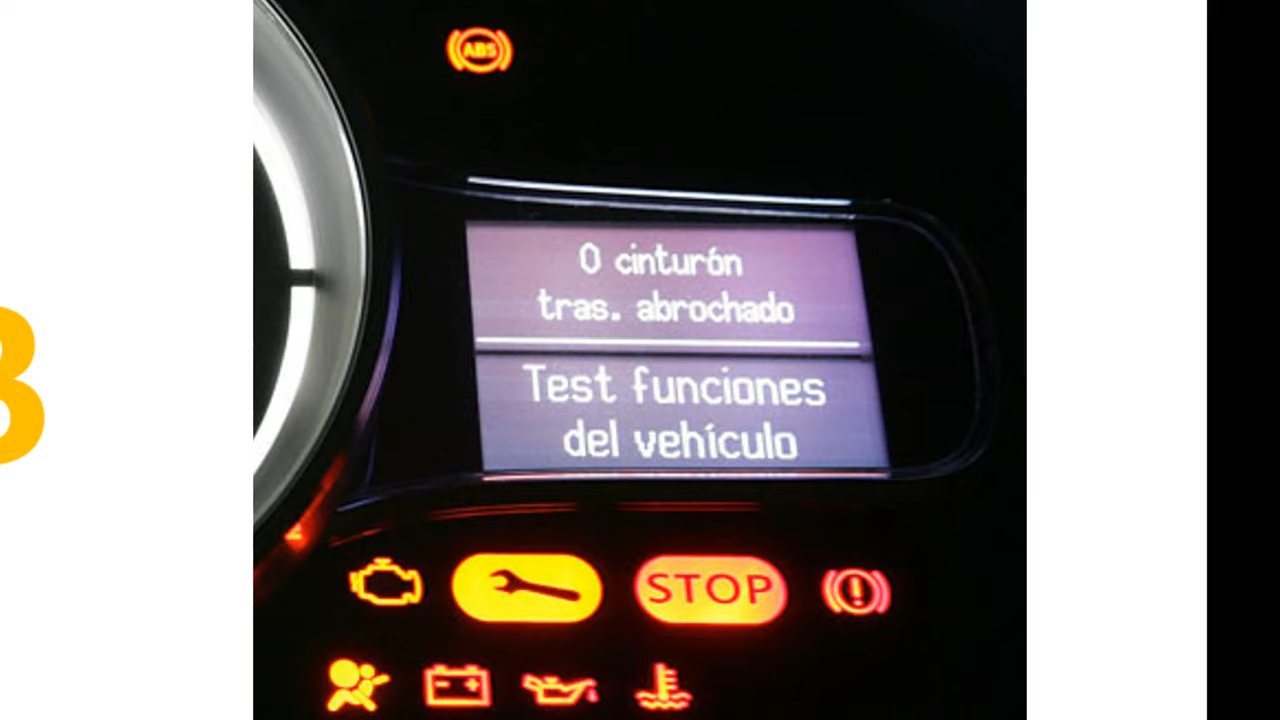 ABS
0 cinturón
tras. abrochado
Test funciones
del vehículo
STOP